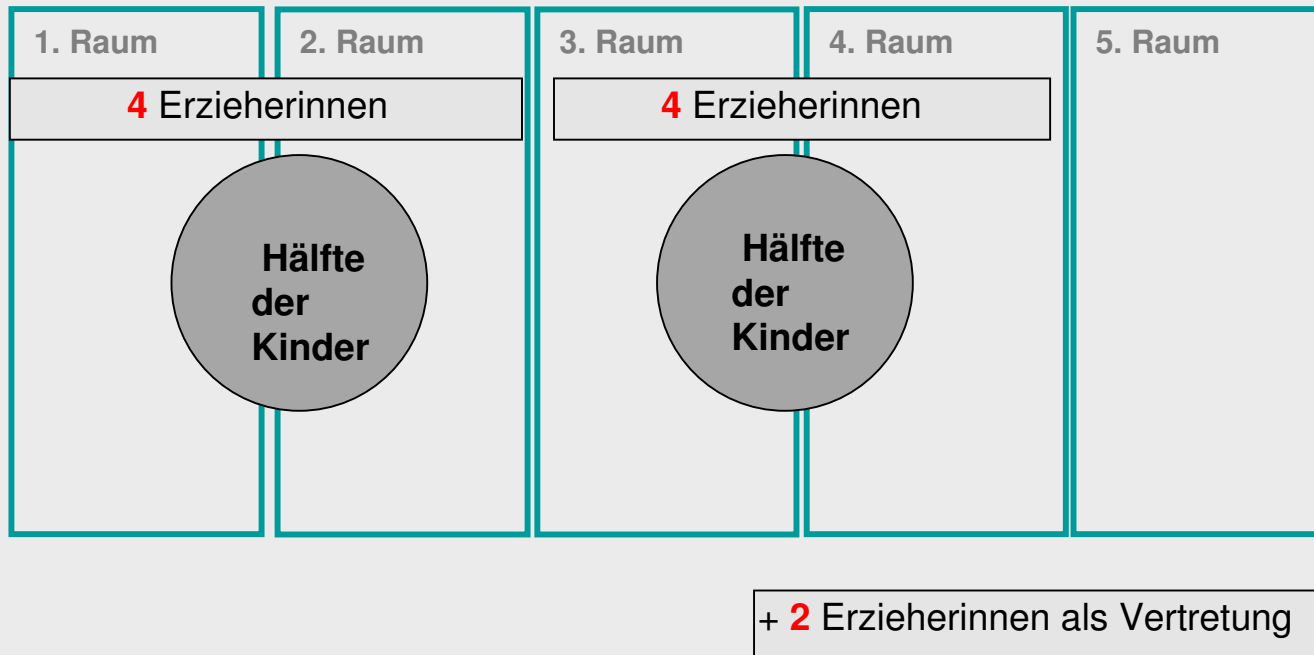 1. Raum
2. Raum
3. Raum
4. Raum
5. Raum
4 Erzieherinnen
4 Erzieherinnen
Hälfte
der
Kinder
Hälfte
der
Kinder
+ 2 Erzieherinnen als Vertretung